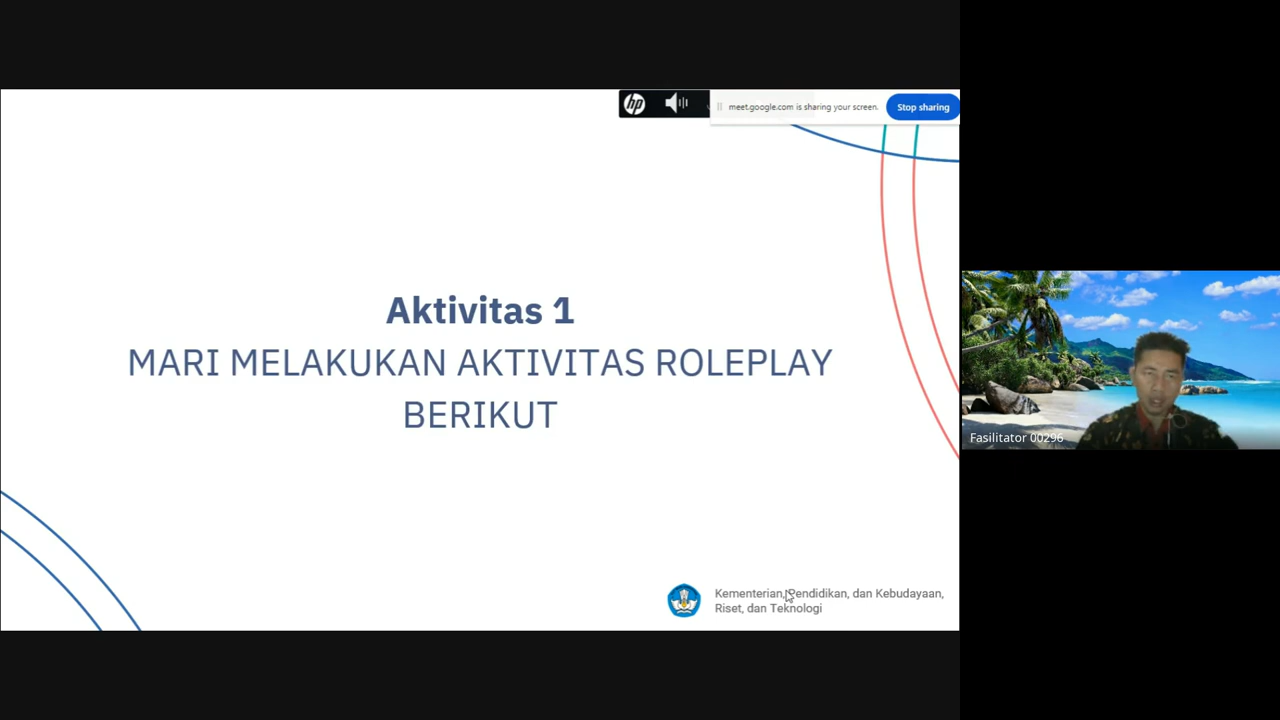 hp
meet.google.com is sharing your screen.
Stop sharing
Aktivitas 1
MARI MELAKUKAN AKTIVITAS ROLEPLAY
BERIKUT
Fasilitator 00296
Kementerian, Pendidikan, dan Kebudayaan,
Riset, dan Teknologi